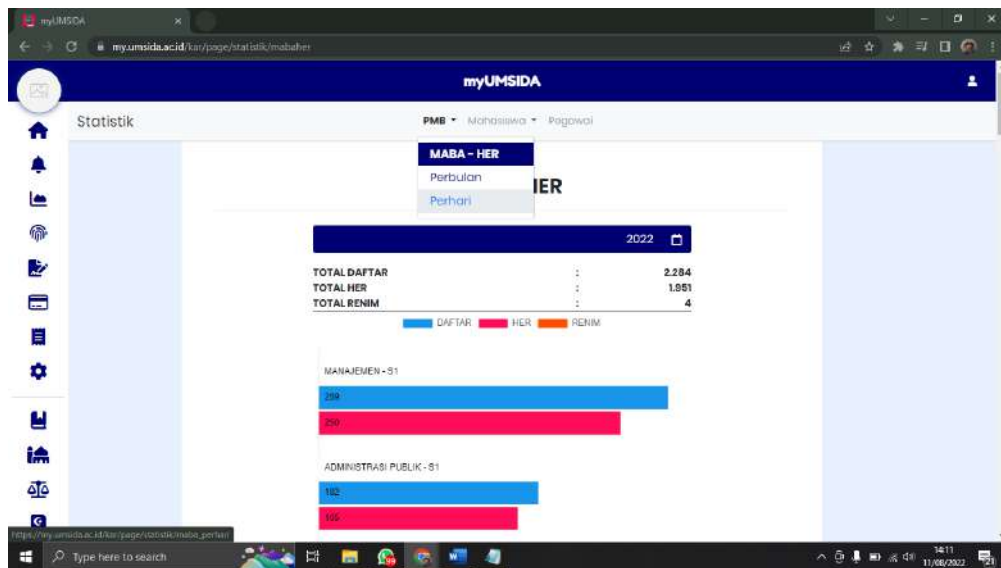 myUMSIDA
my.umsida.ac.id/kar/page/statistik/mabaher
myUMSIDA
Statistik
PMB Mahasiswa Pegawai
MABA - HER
Perbulan
Perhari
HER
2022
TOTAL DAFTAR : 2.284
TOTAL HER : 1.951
TOTAL RENIM : 4
DAFTAR HER RENIM
MANAJEMEN - S1
289
250
ADMINISTRASI PUBLIK - S1
182
165
https://my.umsida.ac.id/kar/page/statistik/maba_perhari
Type here to search
14:11
11/08/2022